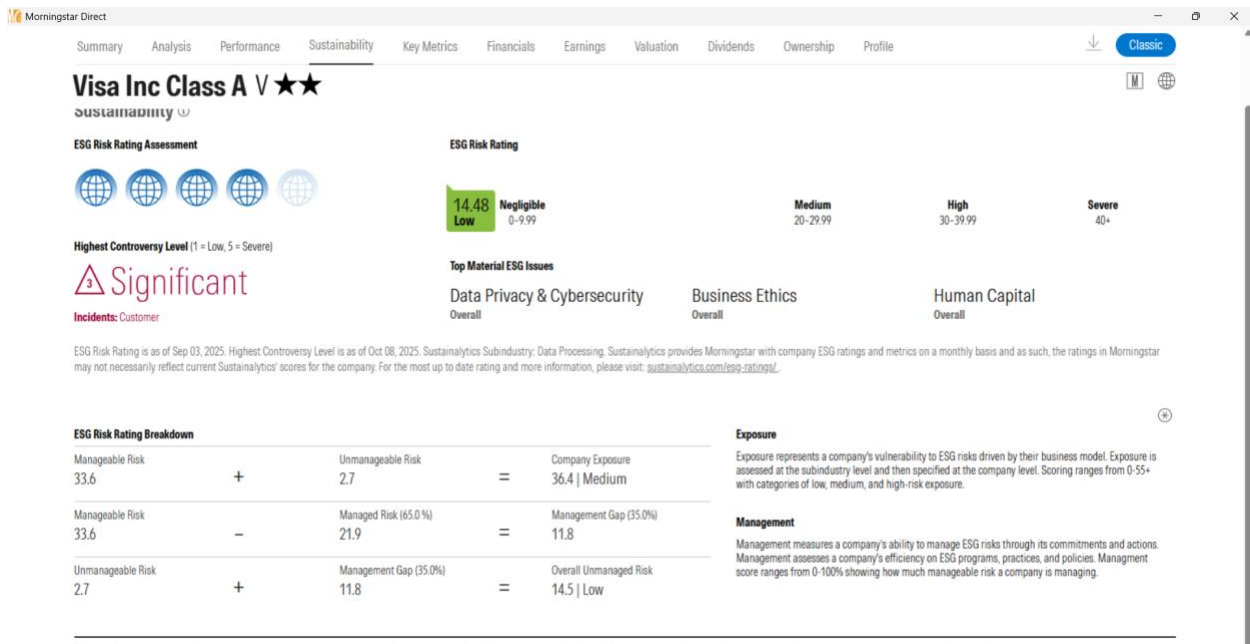 Morningstar Direct
Summary Analysis Performance Sustainability Key Metrics Financials Earnings Valuation Dividends Ownership Profile Classic
Visa Inc Class A V ★★
M
Sustainability
ESG Risk Rating Assessment
ESG Risk Rating
14.48 Low
Negligible 0-9.99
Medium 20-29.99
High 30-39.99
Severe 40+
Highest Controversy Level (1 = Low, 5 = Severe)
3 Significant
Incidents: Customer
Top Material ESG Issues
Data Privacy & Cybersecurity Business Ethics Human Capital
Overall Overall Overall
ESG Risk Rating is as of Sep 03, 2025. Highest Controversy Level is as of Oct 08, 2025. Sustainalytics Subindustry: Data Processing. Sustainalytics provides Morningstar with company ESG ratings and metrics on a monthly basis and as such, the ratings in Morningstar
may not necessarily reflect current Sustainalytics' scores for the company. For the most up to date rating and more information, please visit: sustainalytics.com/esg-ratings/ .
ESG Risk Rating Breakdown
Manageable Risk Unmanageable Risk Company Exposure
33.6 + 2.7 = 36.4 | Medium
Manageable Risk Managed Risk (65.0 %) Management Gap (35.0%)
33.6 − 21.9 = 11.8
Unmanageable Risk Management Gap (35.0%) Overall Unmanaged Risk
2.7 + 11.8 = 14.5 | Low
Exposure
Exposure represents a company's vulnerability to ESG risks driven by their business model. Exposure is
assessed at the subindustry level and then specified at the company level. Scoring ranges from 0-55+
with categories of low, medium, and high-risk exposure.
Management
Management measures a company's ability to manage ESG risks through its commitments and actions.
Management assesses a company's efficiency on ESG programs, practices, and policies. Managment
score ranges from 0-100% showing how much manageable risk a company is managing.